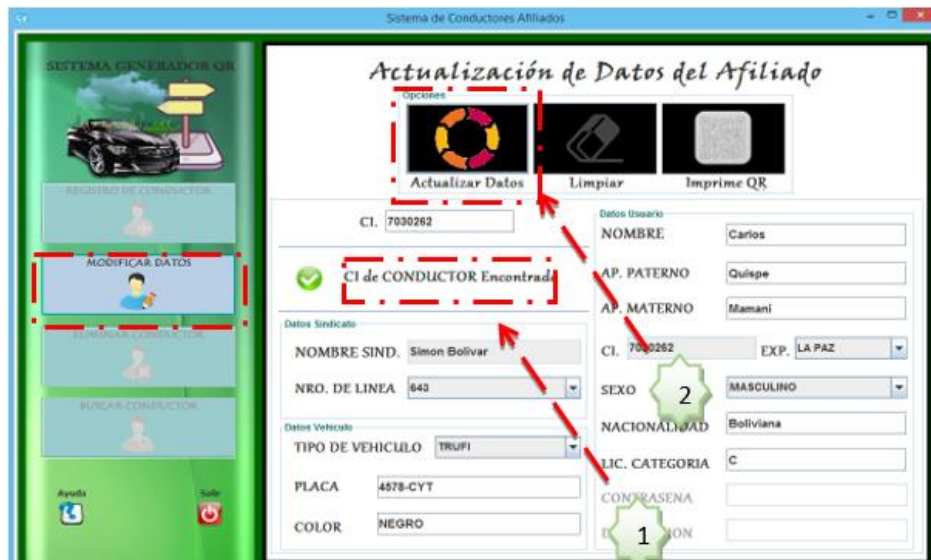 Sistema de Conductores Afiliados
SISTEMA GENERADOR QR
REGISTRO DE CONDUCTOR
MODIFICAR DATOS
ELIMINAR CONDUCTOR
BUSCAR CONDUCTOR
Ayuda
Salir
Actualización de Datos del Afiliado
Opciones
Actualizar Datos
Limpiar
Imprime QR
CI. 7030262
CI de CONDUCTOR Encontrado
Datos Sindicato
NOMBRE SIND. Simon Bolivar
NRO. DE LINEA 643
Datos Vehiculo
TIPO DE VEHICULO TRUFI
PLACA 4578-CYT
COLOR NEGRO
Datos Usuario
NOMBRE Carlos
AP. PATERNO Quispe
AP. MATERNO Mamani
CI. 7030262 EXP. LA PAZ
SEXO MASCULINO
NACIONALIDAD Boliviana
LIC. CATEGORIA C
CONTRASENA
2
1